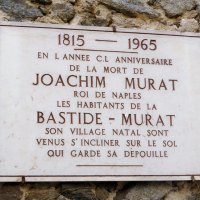 1815 — 1965
EN L'ANNEE C.L ANNIVERSAIRE
DE LA MORT DE
JOACHIM MURAT
ROI DE NAPLES
LES HABITANTS DE LA
BASTIDE - MURAT
SON VILLAGE NATAL SONT
VENUS S'INCLINER SUR LE SOL
QUI GARDE SA DEPOUILLE